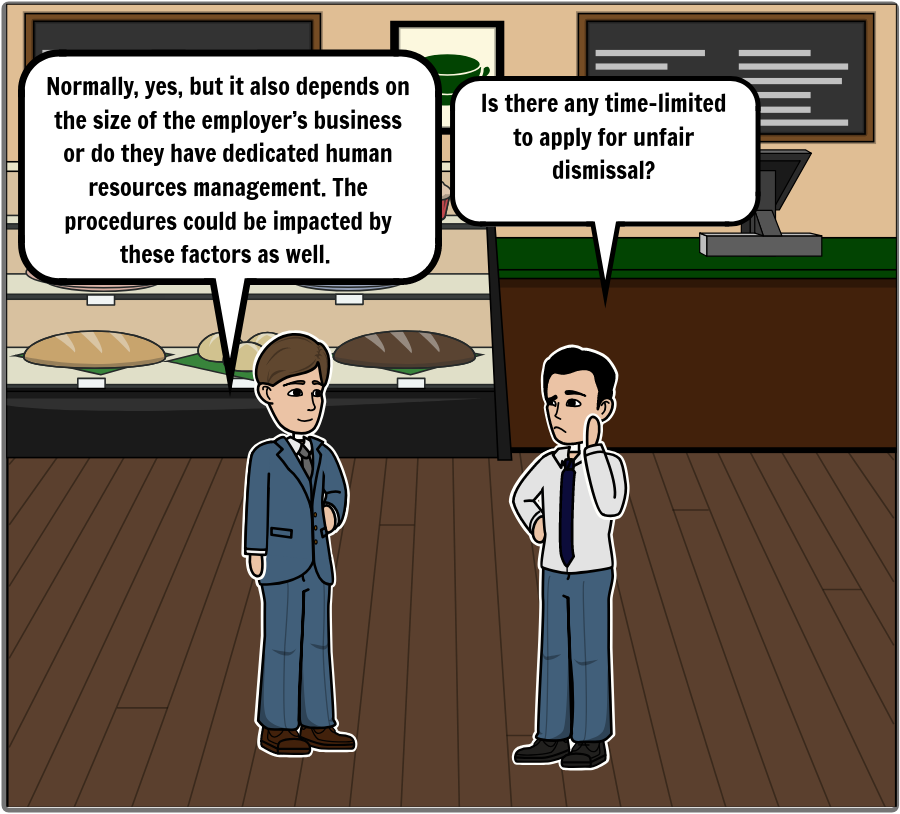 Normally, yes, but it also depends on
the size of the employer's business
or do they have dedicated human
resources management. The
procedures could be impacted by
these factors as well.
Is there any time-limited
to apply for unfair
dismissal?